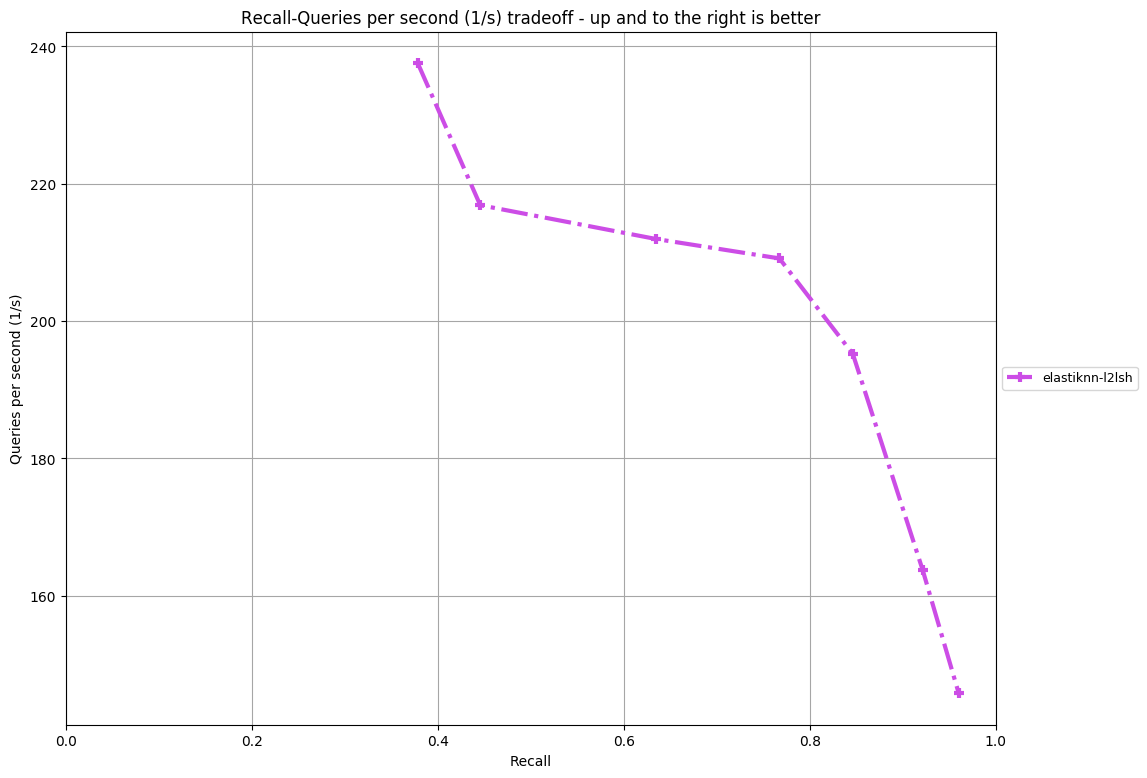 Recall-Queries per second (1/s) tradeoff - up and to the right is better
240
220
200
180
160
Queries per second (1/s)
0.0 0.2 0.4 0.6 0.8 1.0
Recall
elastiknn-l2lsh